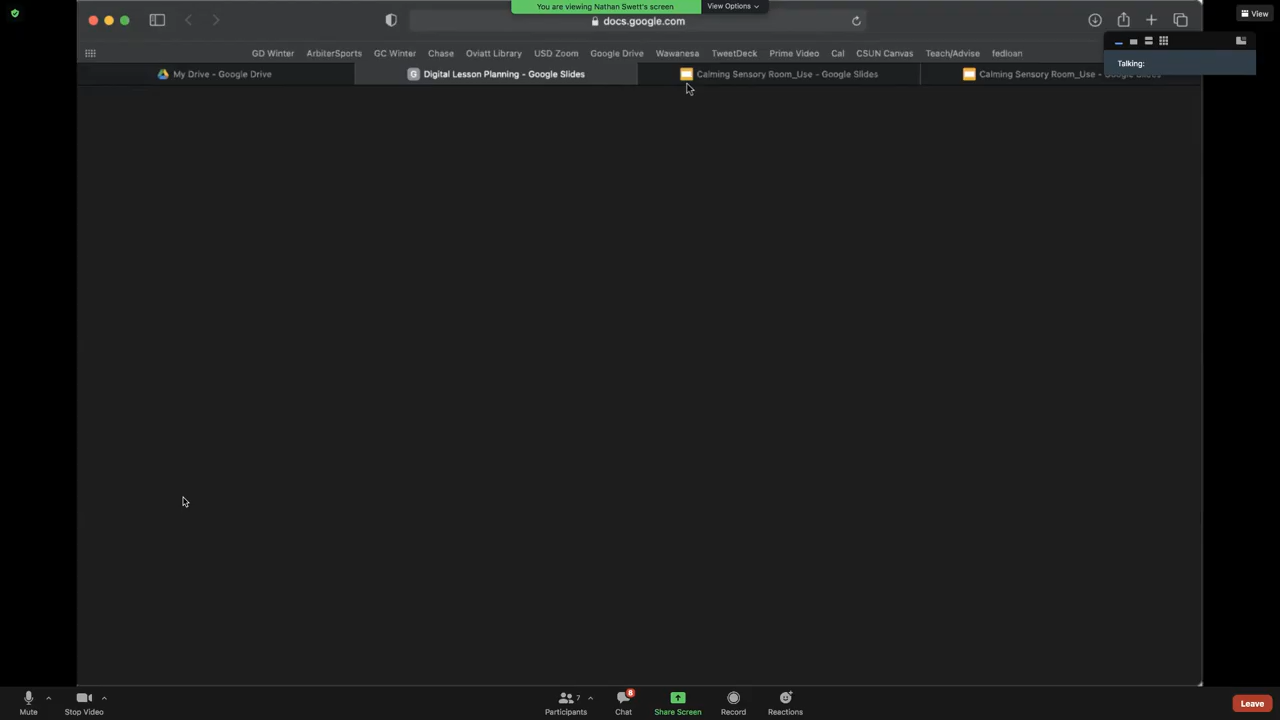 You are viewing Nathan Swett's screen
View Options
View
docs.google.com
GD Winter ArbiterSports GC Winter Chase Oviatt Library USD Zoom Google Drive Wawanesa TweetDeck Prime Video Cal CSUN Canvas Teach/Advise fedloan
Talking:
My Drive - Google Drive
G Digital Lesson Planning - Google Slides
Calming Sensory Room_Use - Google Slides
Calming Sensory Room_Use - Google Slides
Mute
Stop Video
7
Participants
8
Chat
Share Screen
Record
Reactions
Leave